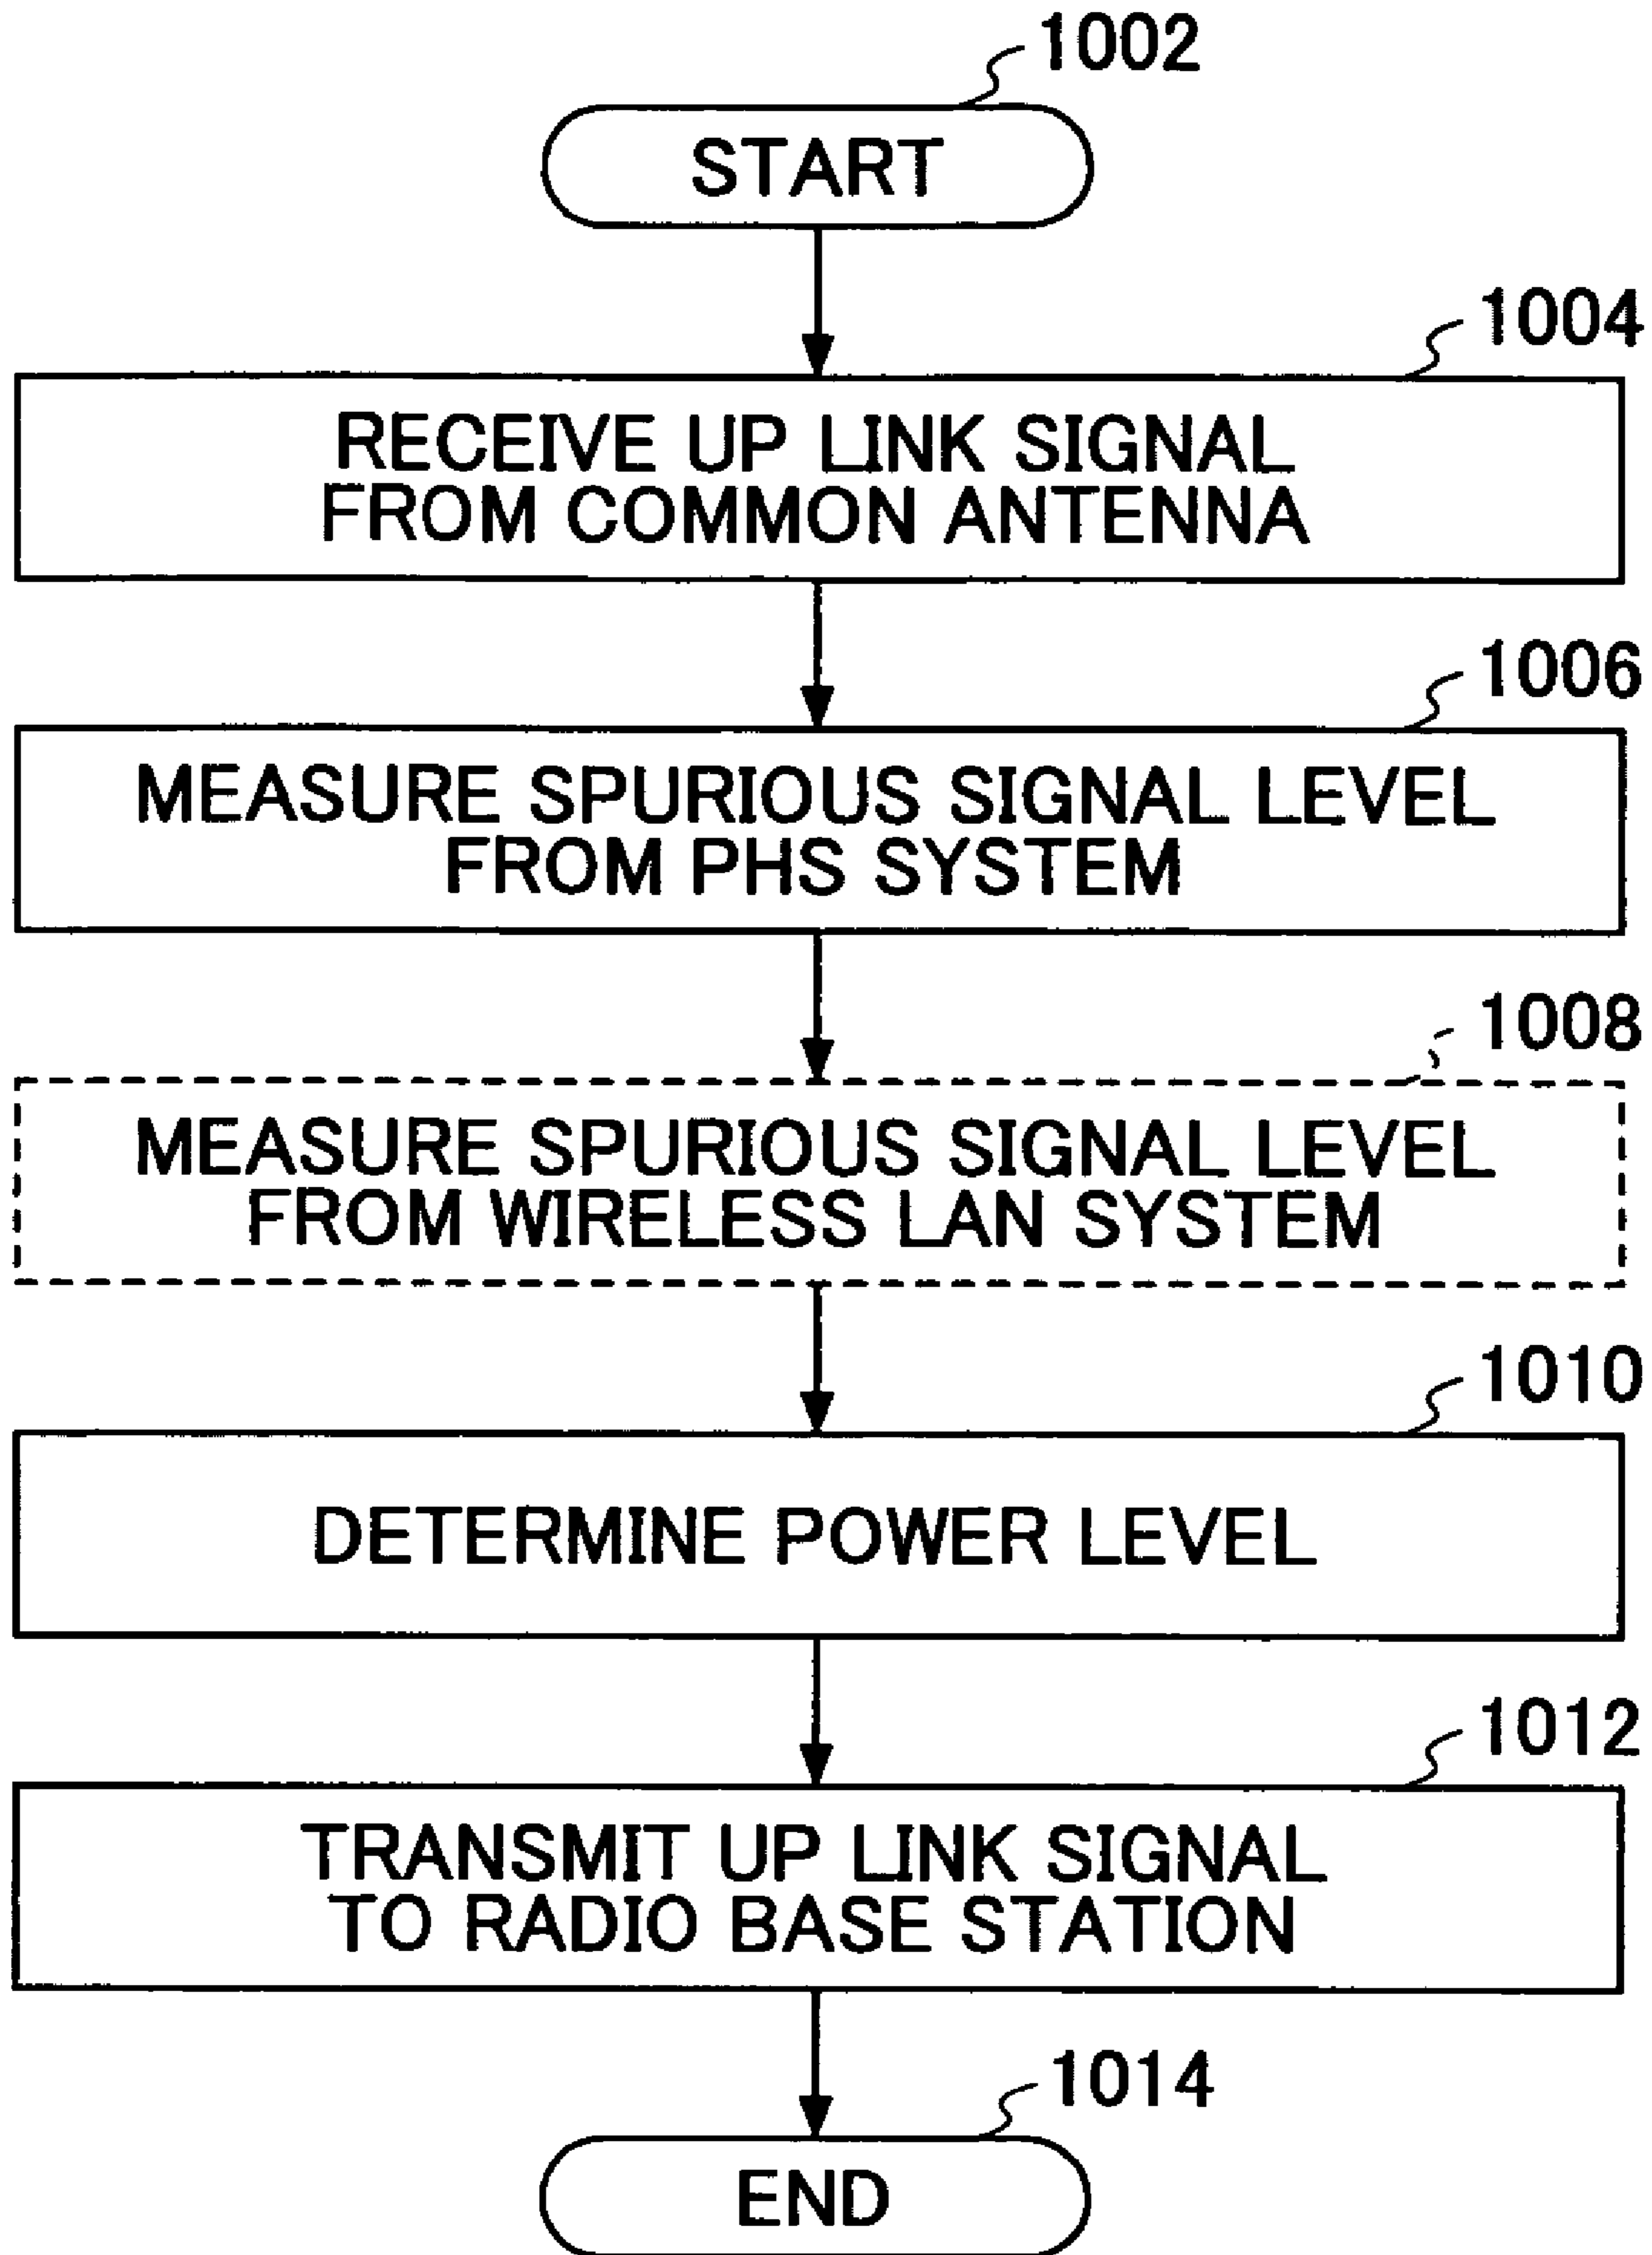 1002
START
1004
RECEIVE UP LINK SIGNAL
FROM COMMON ANTENNA
1006
MEASURE SPURIOUS SIGNAL LEVEL
FROM PHS SYSTEM
1008
MEASURE SPURIOUS SIGNAL LEVEL
FROM WIRELESS LAN SYSTEM
1010
DETERMINE POWER LEVEL
1012
TRANSMIT UP LINK SIGNAL
TO RADIO BASE STATION
1014
END